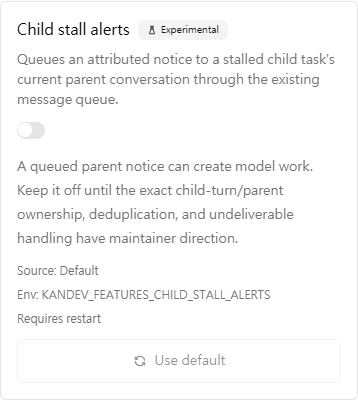 Child stall alerts Experimental
Queues an attributed notice to a stalled child task's
current parent conversation through the existing
message queue.
A queued parent notice can create model work.
Keep it off until the exact child-turn/parent
ownership, deduplication, and undeliverable
handling have maintainer direction.
Source: Default
Env: KANDEV_FEATURES_CHILD_STALL_ALERTS
Requires restart
Use default